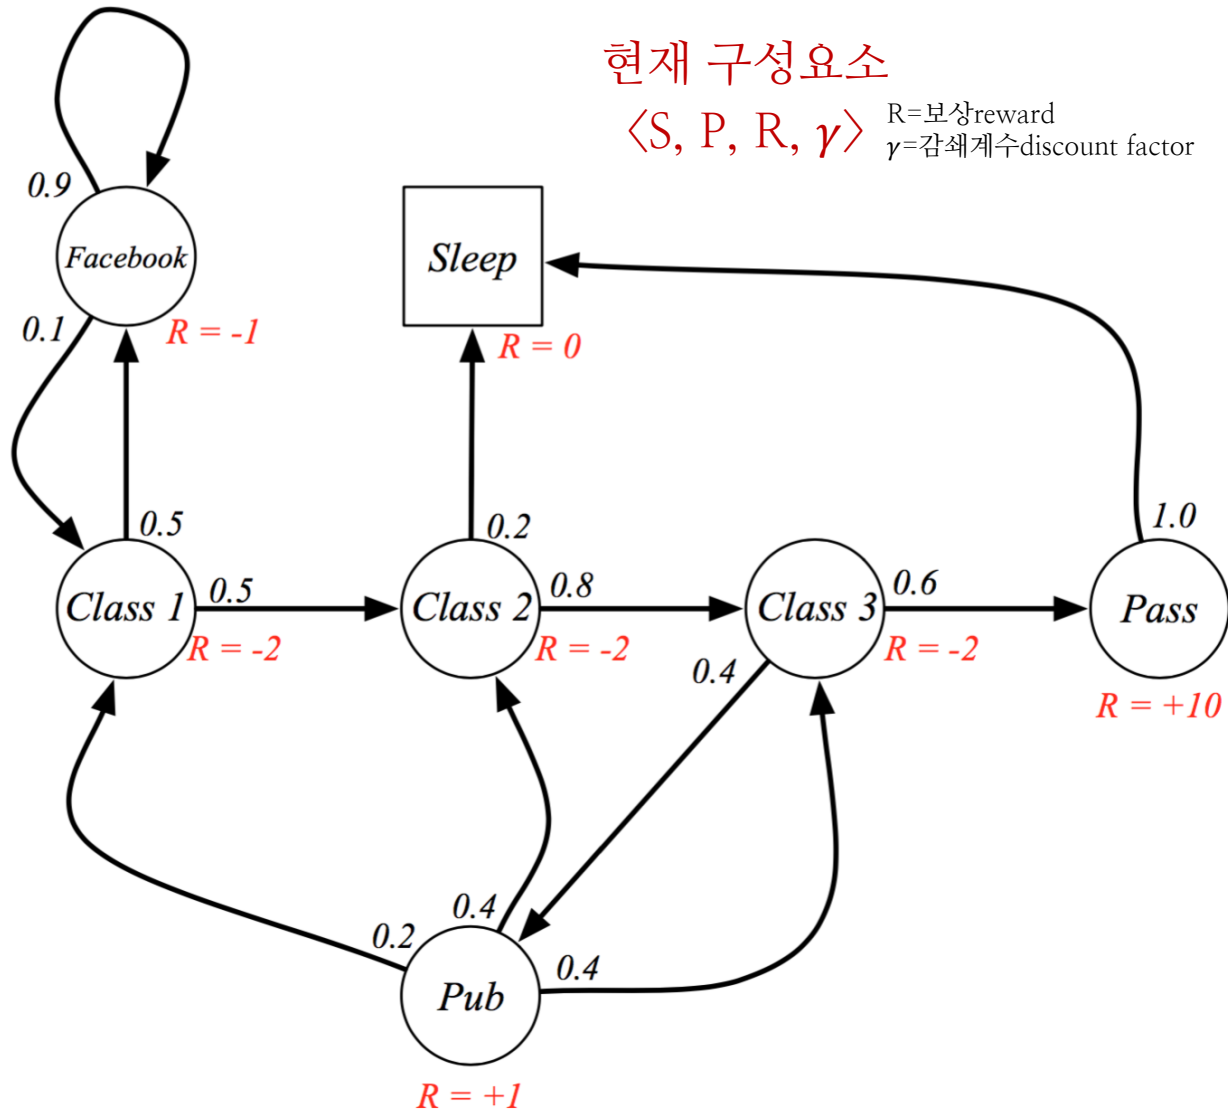 현재 구성요소
〈S, P, R, γ〉
R=보상reward
γ=감쇄계수discount factor
0.9
Facebook
0.1
R = -1
Sleep
R = 0
0.5
0.2
1.0
Class 1
0.5
R = -2
Class 2
0.8
R = -2
Class 3
0.6
R = -2
Pass
R = +10
0.4
0.2
0.4
0.4
Pub
R = +1